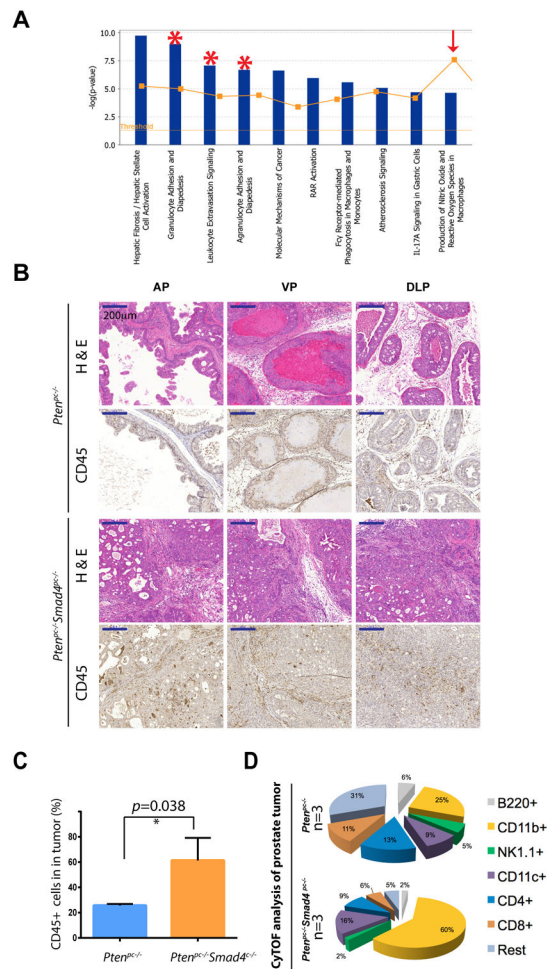 A
10.0
7.5
5.0
2.5
0.0
-log(p-value)
Threshold
Hepatic Fibrosis / Hepatic Stellate
Cell Activation
Granulocyte Adhesion and
Diapedesis
Leukocyte Extravasation Signaling
Agranulocyte Adhesion and
Diapedesis
Molecular Mechanisms of Cancer
RAR Activation
Fcγ Receptor-mediated
Phagocytosis in Macrophages and
Monocytes
Atherosclerosis Signaling
IL-17A Signaling in Gastric Cells
Production of Nitric Oxide and
Reactive Oxygen Species in
Macrophages
B
AP VP DLP
200μm
Pten^pc-/-
H & E
CD45
Pten^pc-/-Smad4^pc-/-
H & E
CD45
C
CD45+ cells in in tumor (%)
100
80
60
40
20
0
p=0.038
*
Pten^pc-/- Pten^pc-/-Smad4^c-/-
D
CyTOF analysis of prostate tumor
Pten^pc-/-
n=3
6%
25%
5%
9%
13%
11%
31%
Pten^pc-/-Smad4^pc-/-
n=3
2%
60%
2%
16%
9%
6%
5%
B220+
CD11b+
NK1.1+
CD11c+
CD4+
CD8+
Rest